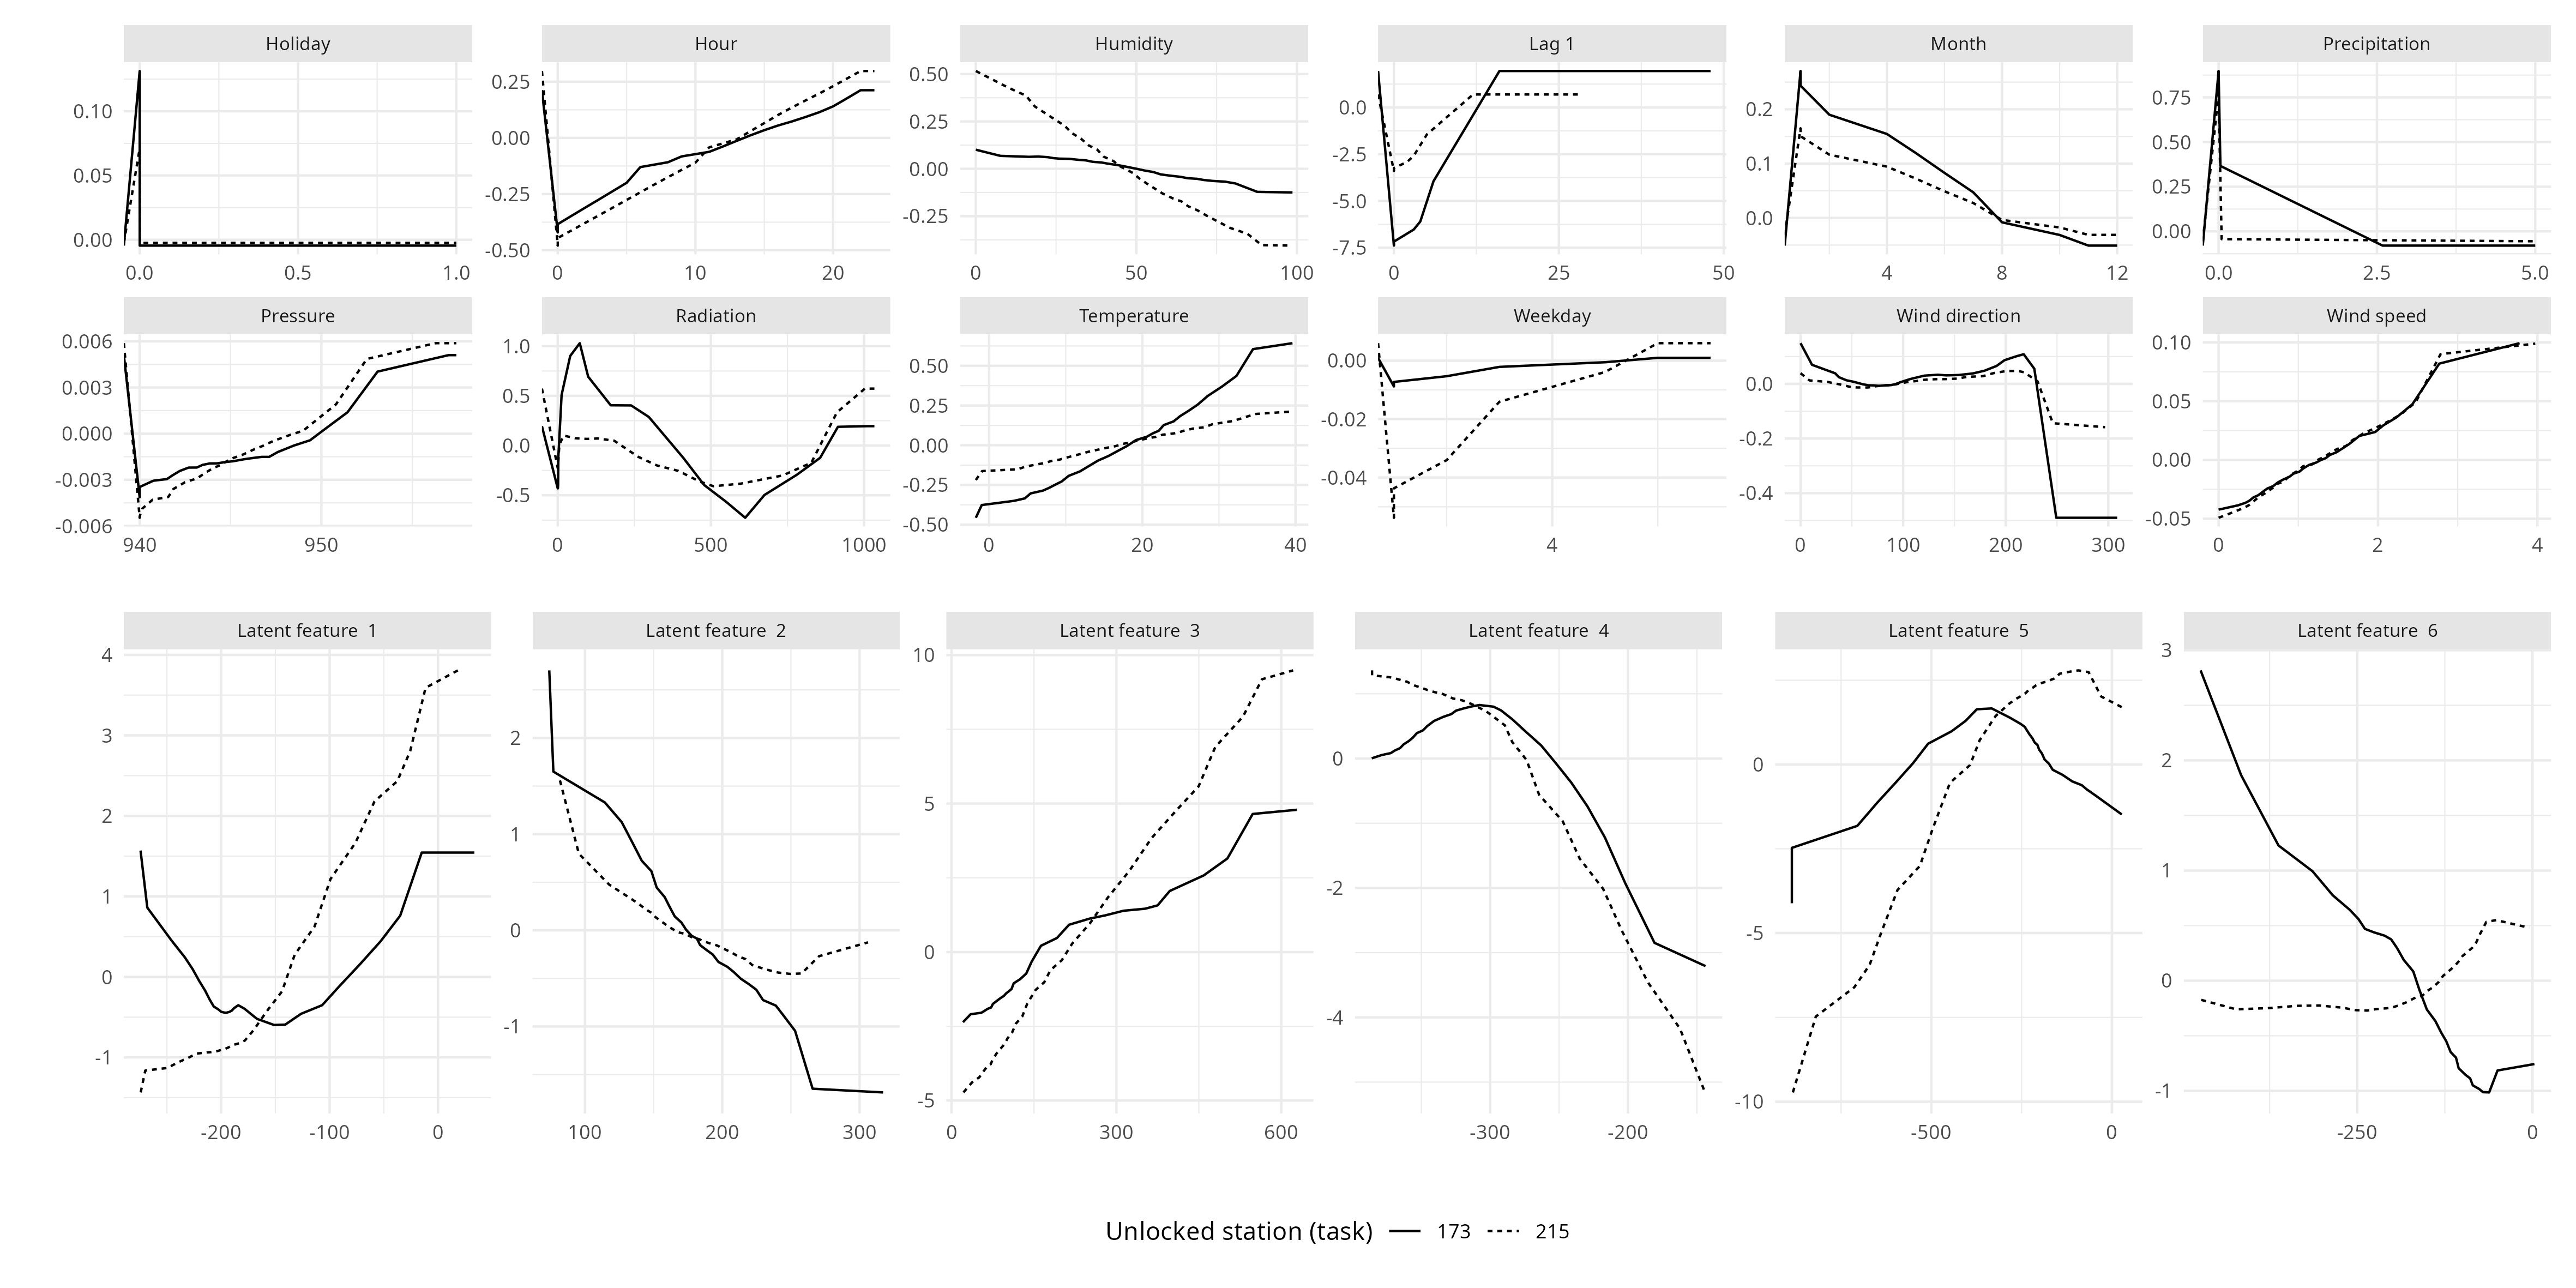 Holiday Hour Humidity Lag 1 Month Precipitation
0.10 0.05 0.00
0.0 0.5 1.0
0.25 0.00 -0.25 -0.50
0 10 20
0.50 0.25 0.00 -0.25
0 50 100
0.0 -2.5 -5.0 -7.5
0 25 50
0.2 0.1 0.0
4 8 12
0.75 0.50 0.25 0.00
0.0 2.5 5.0
Pressure Radiation Temperature Weekday Wind direction Wind speed
0.006 0.003 0.000 -0.003 -0.006
940 950
1.0 0.5 0.0 -0.5
0 500 1000
0.50 0.25 0.00 -0.25 -0.50
0 20 40
0.00 -0.02 -0.04
4
0.0 -0.2 -0.4
0 100 200 300
0.10 0.05 0.00 -0.05
0 2 4
Latent feature 1 Latent feature 2 Latent feature 3 Latent feature 4 Latent feature 5 Latent feature 6
4 3 2 1 0 -1
-200 -100 0
2 1 0 -1
100 200 300
10 5 0 -5
0 300 600
0 -2 -4
-300 -200
0 -5 -10
-500 0
3 2 1 0 -1
-250 0
Unlocked station (task) 173 215